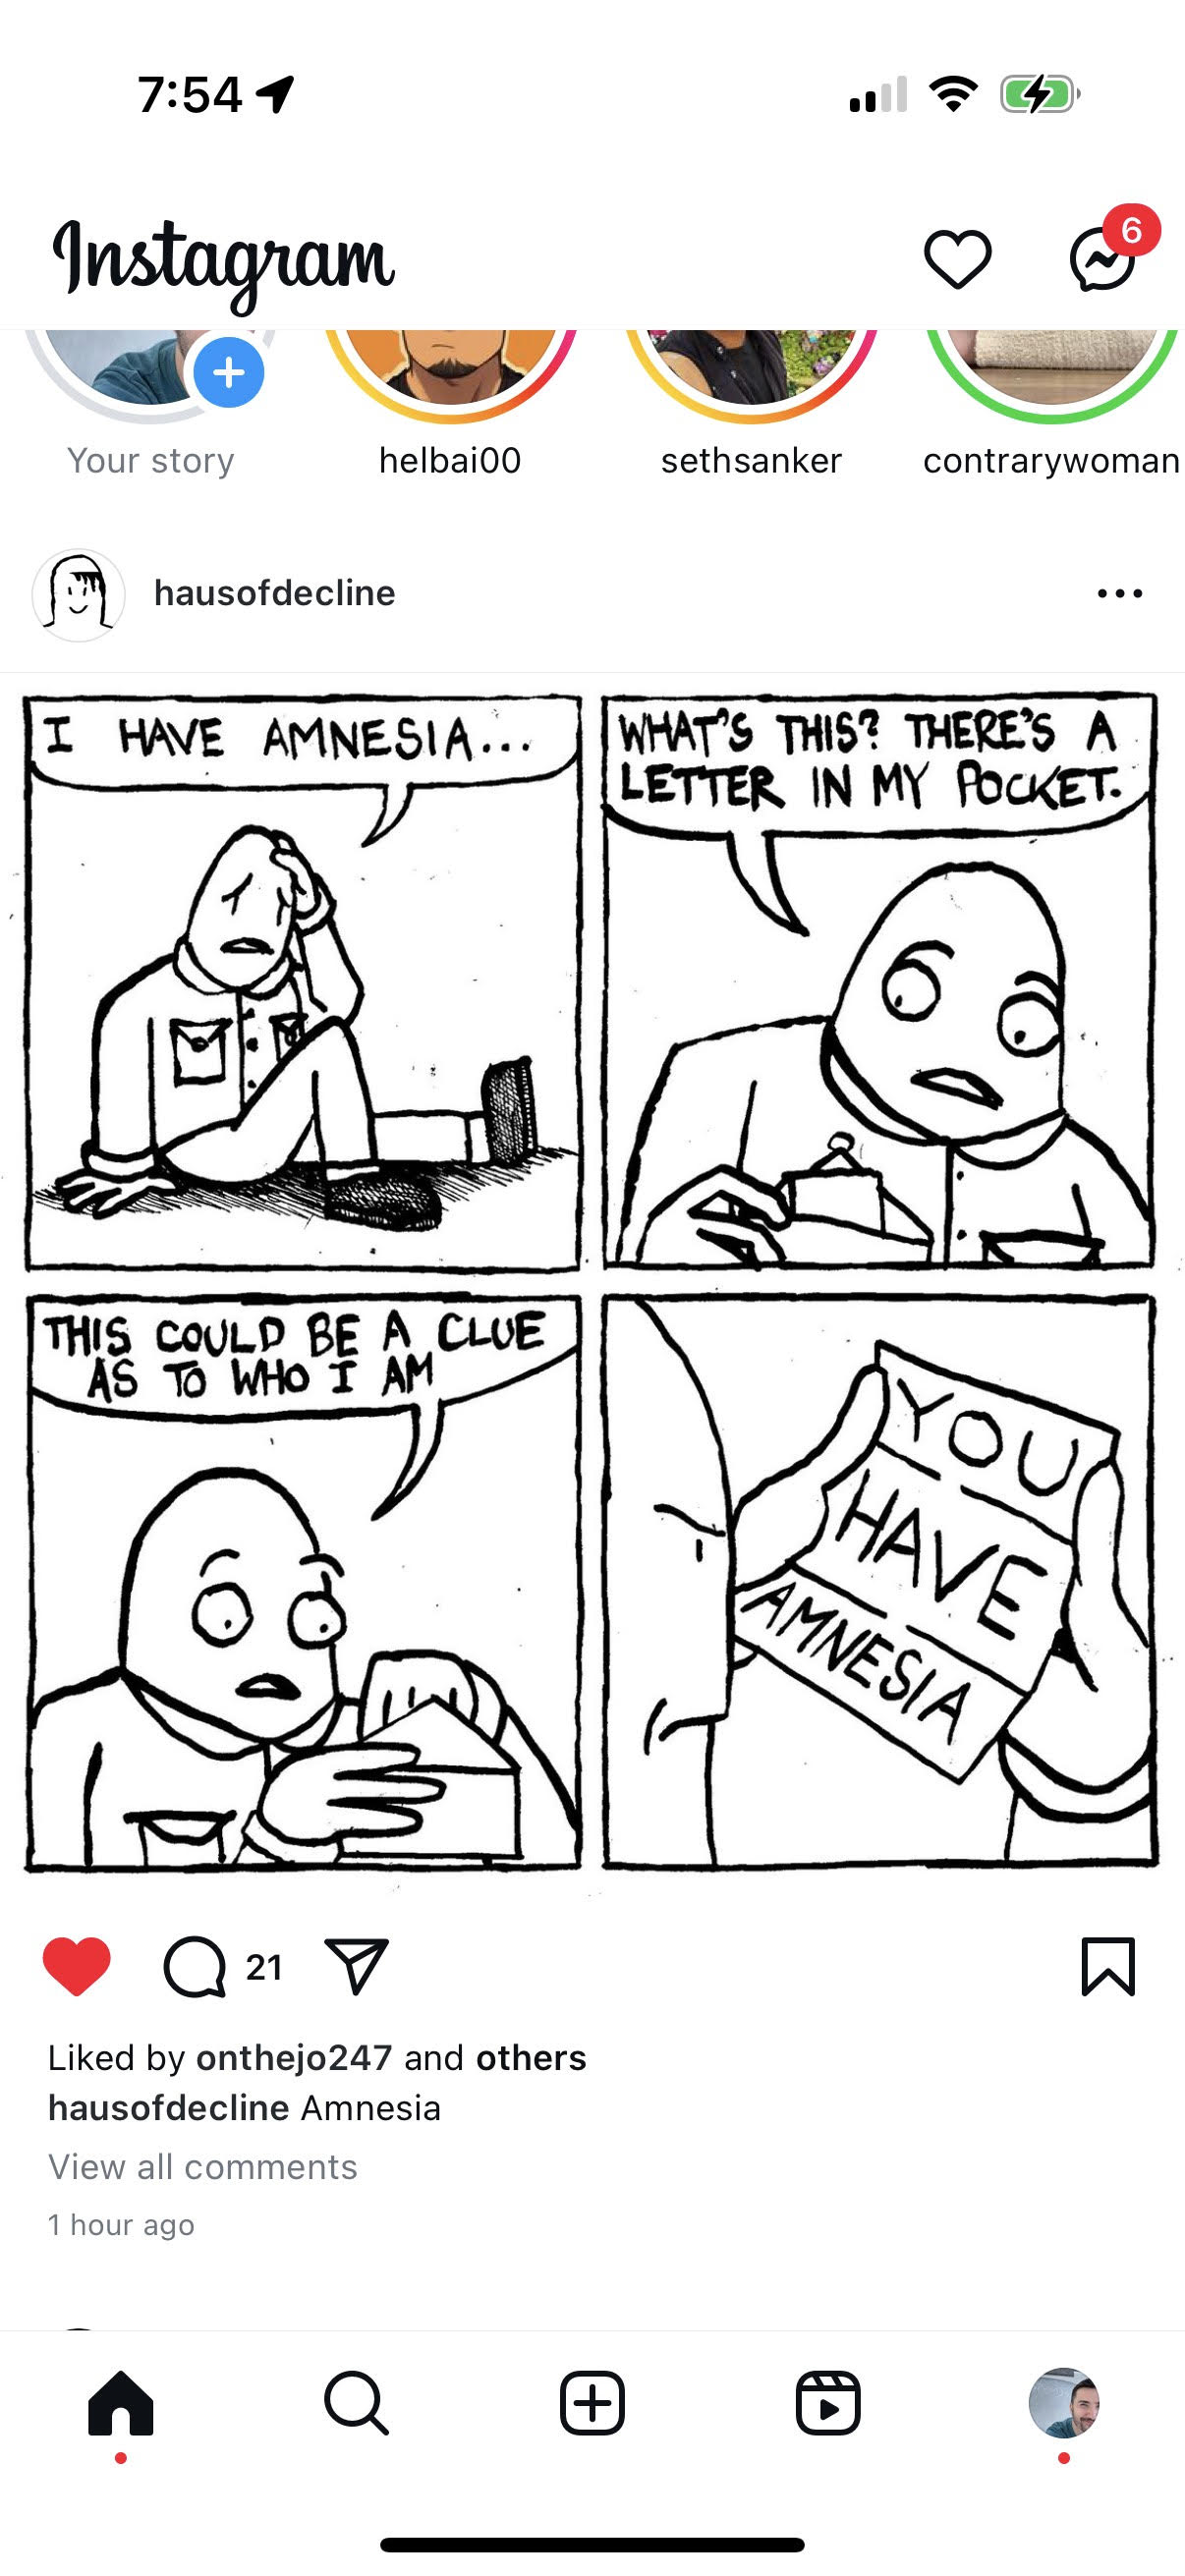 7:54
Instagram
6
Your story
helbai00
sethsanker
contrarywoman
hausofdecline
I HAVE AMNESIA...
WHAT'S THIS? THERE'S A
LETTER IN MY POCKET.
THIS COULD BE A CLUE
AS TO WHO I AM
YOU
HAVE
AMNESIA
21
Liked by onthejo247 and others
hausofdecline Amnesia
View all comments
1 hour ago